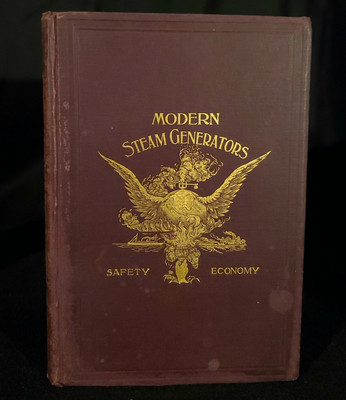 MODERN
STEAM GENERATORS
SAFETY ECONOMY